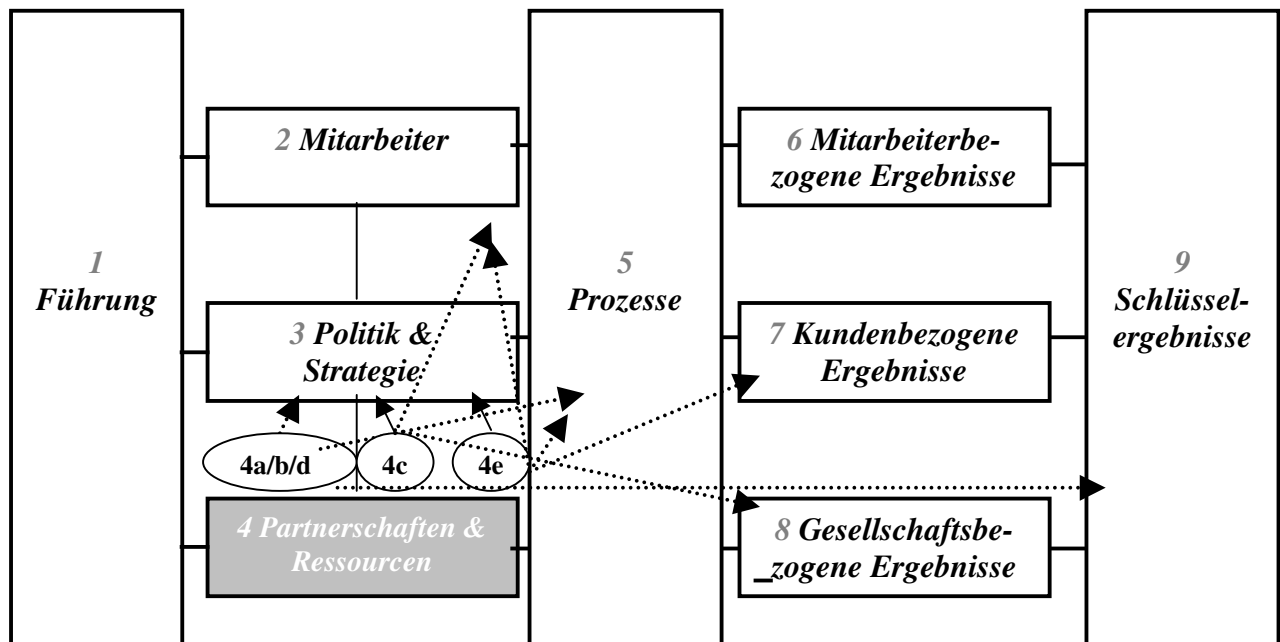 1
Führung
2 Mitarbeiter
3 Politik &
Strategie
4a/b/d
4c
4e
4 Partnerschaften &
Ressourcen
5
Prozesse
6 Mitarbeiterbe-
zogene Ergebnisse
7 Kundenbezogene
Ergebnisse
8 Gesellschaftsbe-
_zogene Ergebnisse
9
Schlüssel-
ergebnisse